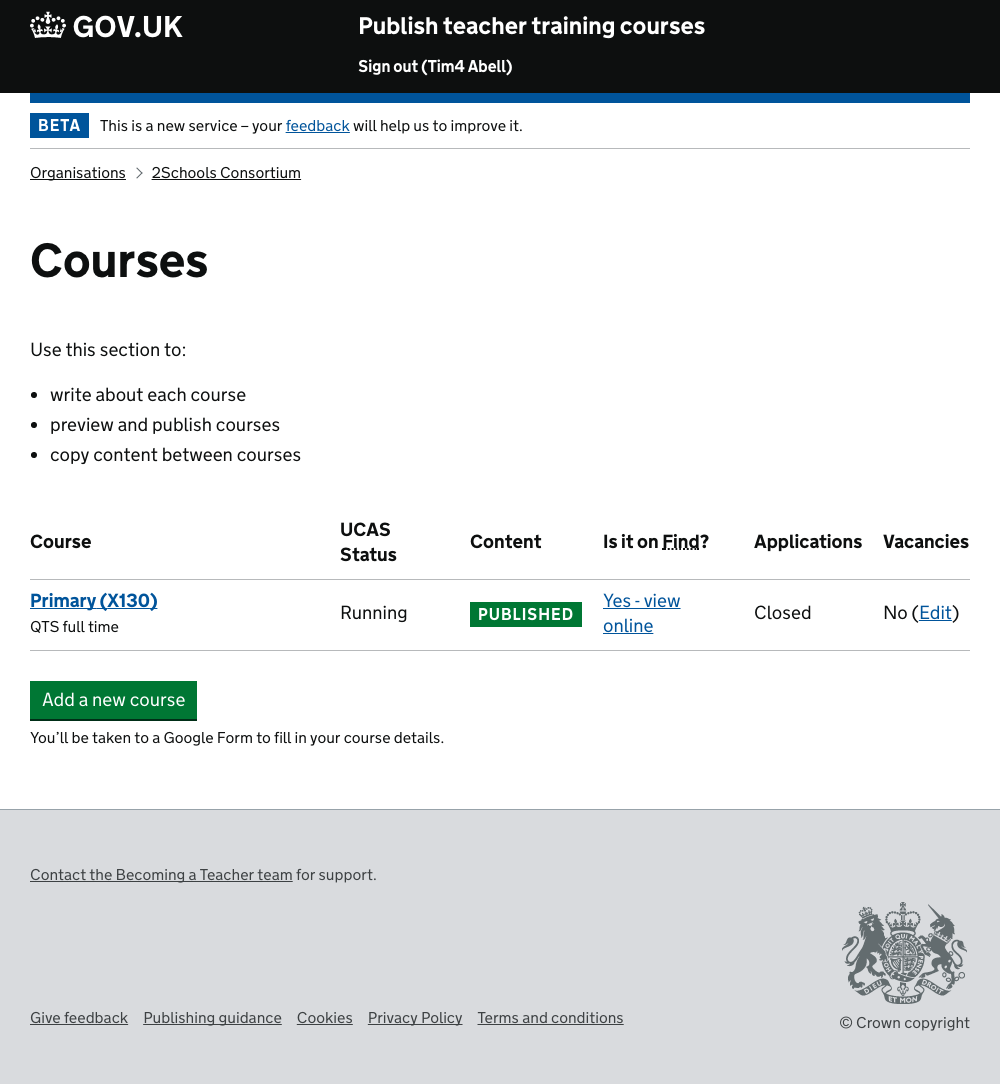 GOV.UK
Publish teacher training courses
Sign out (Tim4 Abell)
BETA This is a new service – your feedback will help us to improve it.
Organisations 2Schools Consortium
Courses
Use this section to:
write about each course
preview and publish courses
copy content between courses
Course UCAS Status Content Is it on Find? Applications Vacancies
Primary (X130)
QTS full time
Running PUBLISHED Yes - view online Closed No (Edit)
Add a new course
You’ll be taken to a Google Form to fill in your course details.
Contact the Becoming a Teacher team for support.
DIEU ET MON DROIT
Give feedback Publishing guidance Cookies Privacy Policy Terms and conditions
© Crown copyright